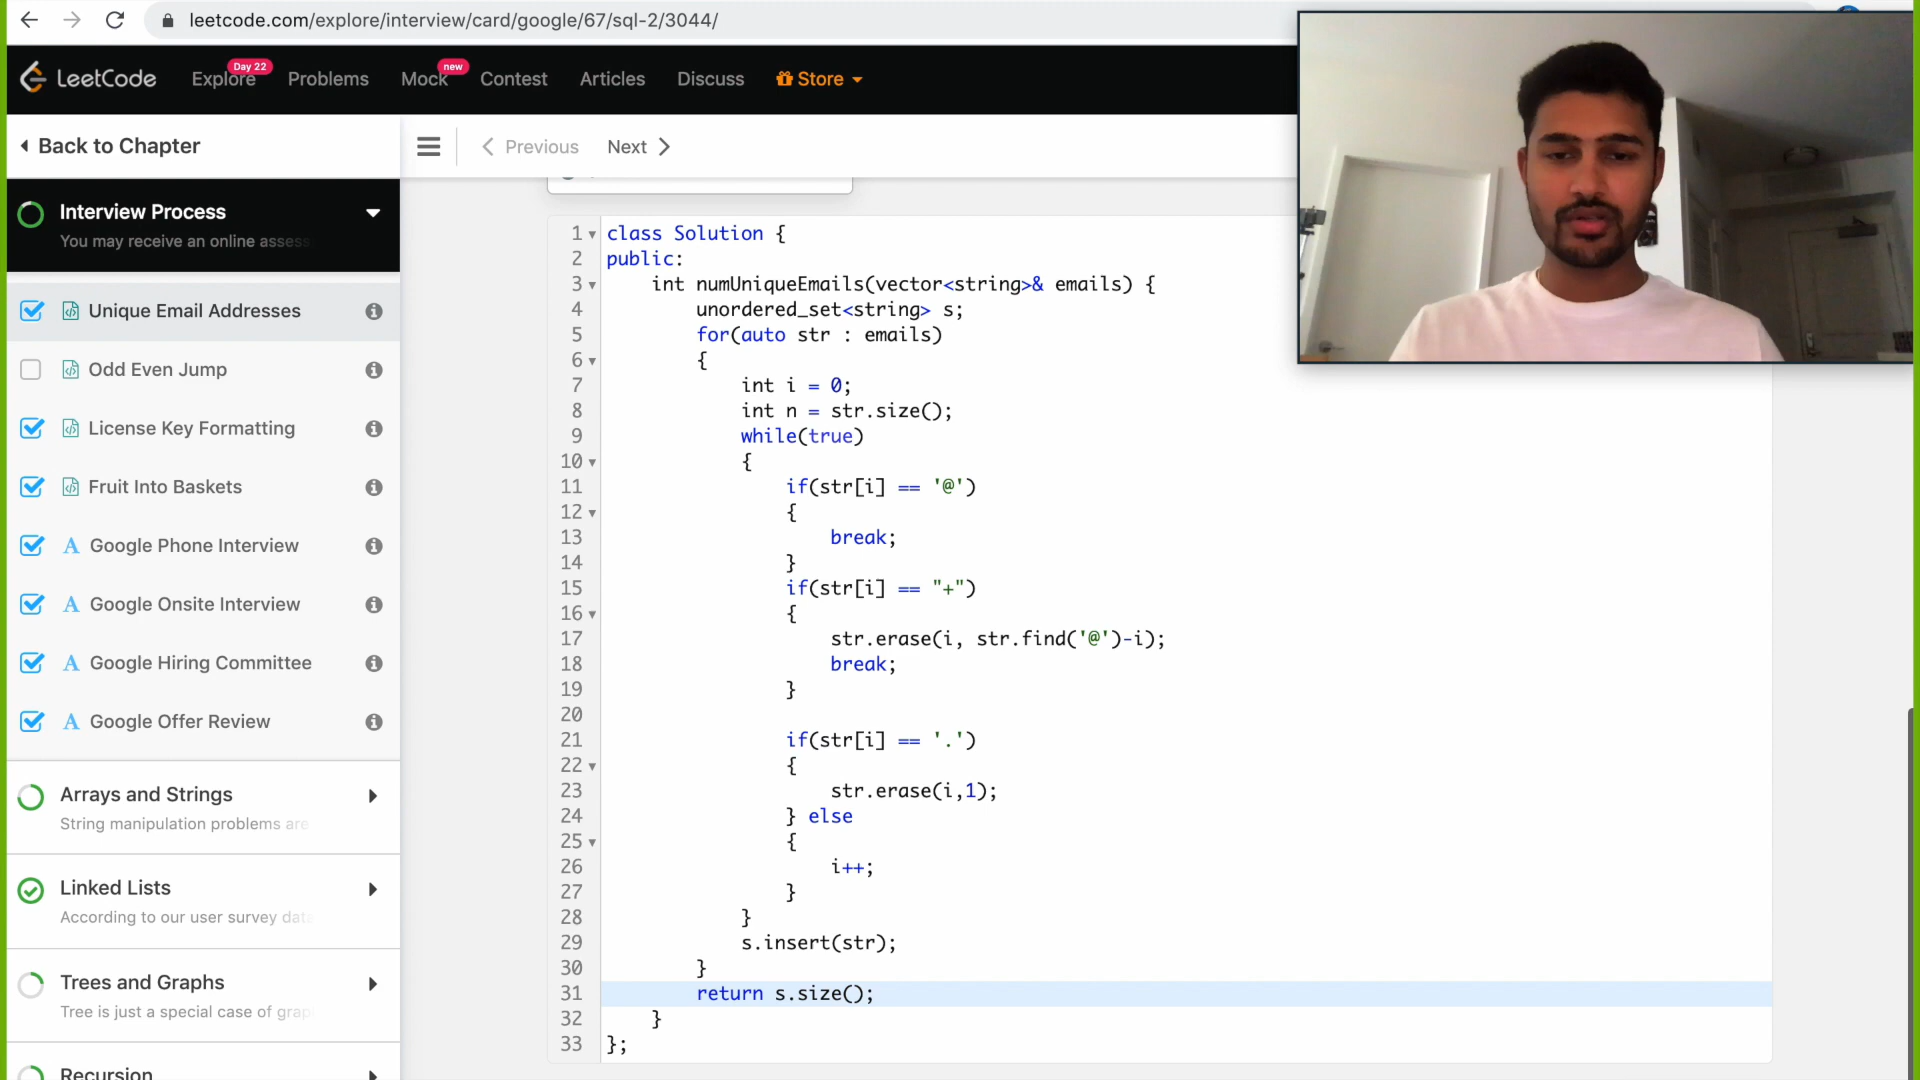 leetcode.com/explore/interview/card/google/67/sql-2/3044/
LeetCode Explore Day 22 Problems Mock new Contest Articles Discuss Store
Back to Chapter
Previous Next
Interview Process
You may receive an online assess
Unique Email Addresses
Odd Even Jump
License Key Formatting
Fruit Into Baskets
A Google Phone Interview
A Google Onsite Interview
A Google Hiring Committee
A Google Offer Review
Arrays and Strings
String manipulation problems are
Linked Lists
According to our user survey data
Trees and Graphs
Tree is just a special case of grap
Recursion
1 class Solution {
2 public:
3 int numUniqueEmails(vector<string>& emails) {
4 unordered_set<string> s;
5 for(auto str : emails)
6 {
7 int i = 0;
8 int n = str.size();
9 while(true)
10 {
11 if(str[i] == '@')
12 {
13 break;
14 }
15 if(str[i] == "+")
16 {
17 str.erase(i, str.find('@')-i);
18 break;
19 }
20
21 if(str[i] == '.')
22 {
23 str.erase(i,1);
24 } else
25 {
26 i++;
27 }
28 }
29 s.insert(str);
30 }
31 return s.size();
32 }
33 };